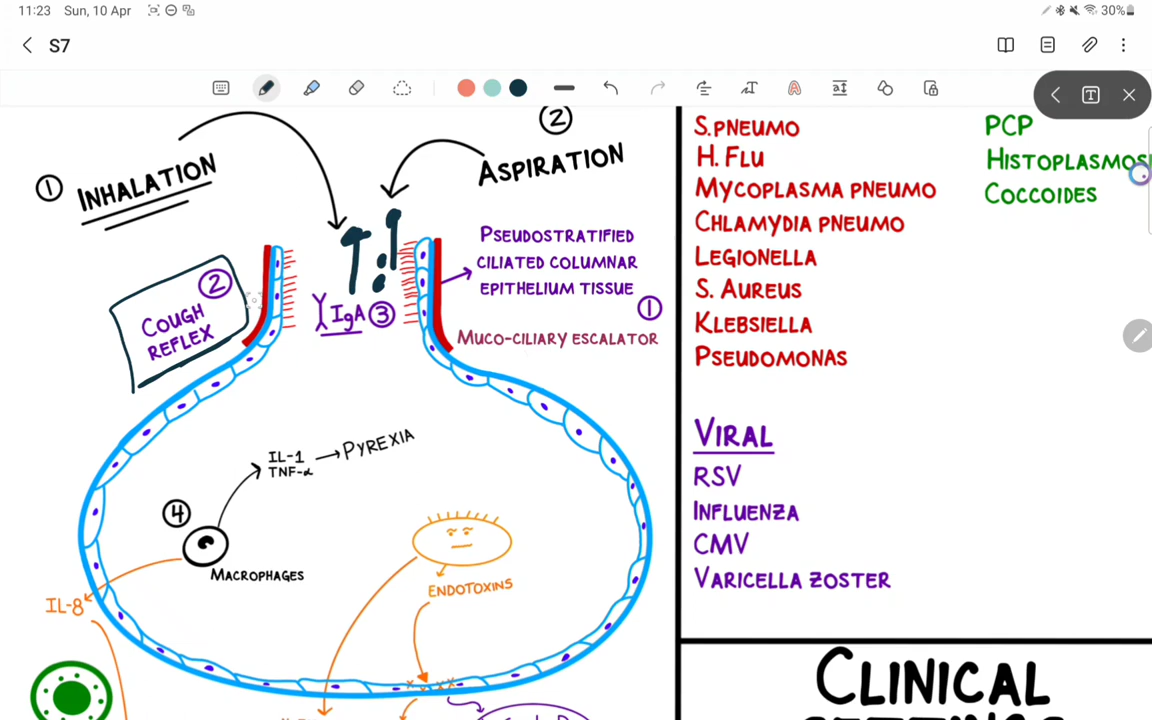 11:23 Sun, 10 Apr
30%
S7
①
INHALATION
②
ASPIRATION
②
COUGH
REFLEX
IgA ③
PSEUDOSTRATIFIED
CILIATED COLUMNAR
EPITHELIUM TISSUE
①
MUCO-CILIARY ESCALATOR
IL-1
TNF-α
PYREXIA
④
MACROPHAGES
IL-8
ENDOTOXINS
S.PNEUMO
H. FLU
MYCOPLASMA PNEUMO
CHLAMYDIA PNEUMO
LEGIONELLA
S. AUREUS
KLEBSIELLA
PSEUDOMONAS
PCP
HISTOPLASMOS
COCCOIDES
VIRAL
RSV
INFLUENZA
CMV
VARICELLA ZOSTER
CLINICAL